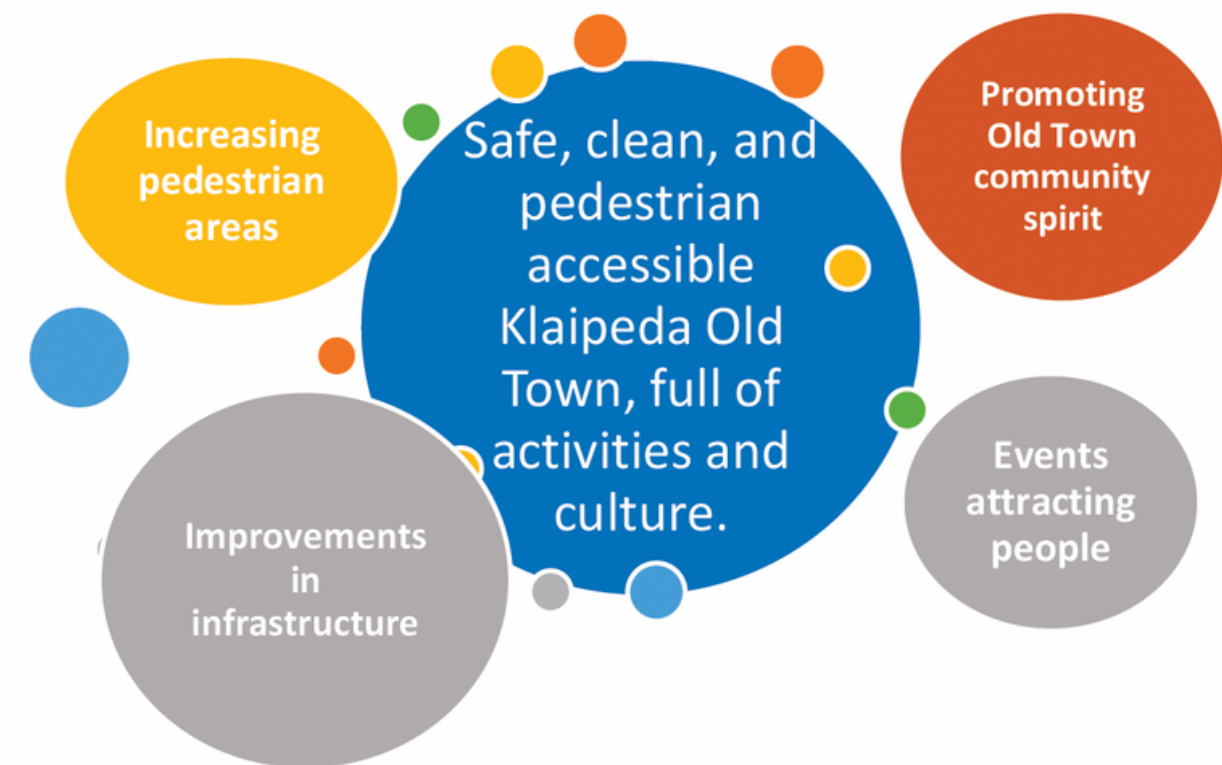 Increasing
pedestrian
areas
Safe, clean, and
pedestrian
accessible
Klaipeda Old
Town, full of
activities and
culture.
Promoting
Old Town
community
spirit
Improvements
in
infrastructure
Events
attracting
people